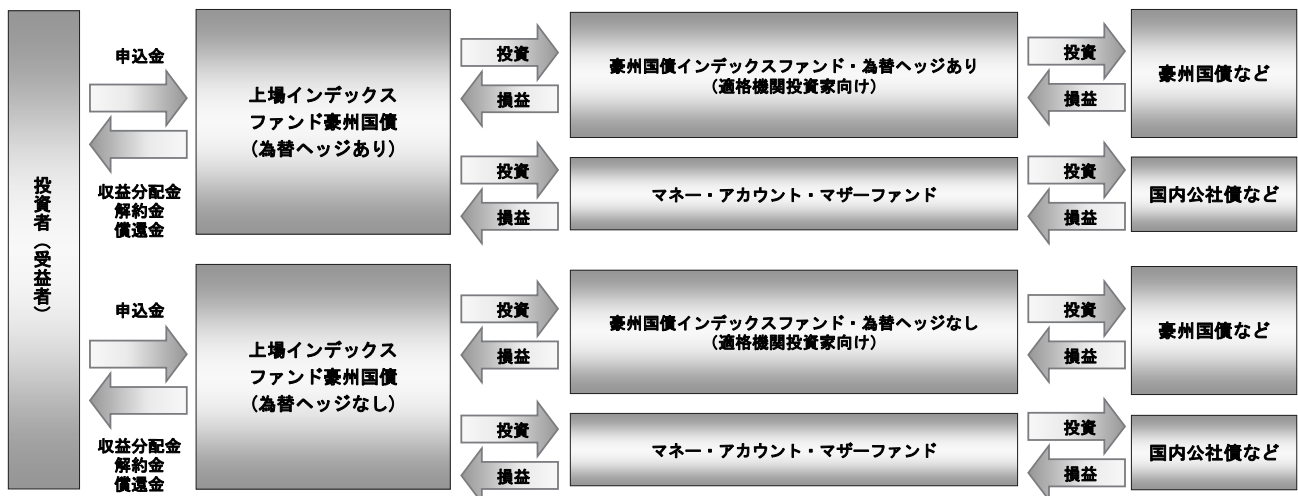 投資者(受益者)
申込金
収益分配金
解約金
償還金
上場インデックス
ファンド豪州国債
(為替ヘッジあり)
投資
損益
豪州国債インデックスファンド・為替ヘッジあり
(適格機関投資家向け)
投資
損益
豪州国債など
投資
損益
マネー・アカウント・マザーファンド
投資
損益
国内公社債など
申込金
収益分配金
解約金
償還金
上場インデックス
ファンド豪州国債
(為替ヘッジなし)
投資
損益
豪州国債インデックスファンド・為替ヘッジなし
(適格機関投資家向け)
投資
損益
豪州国債など
投資
損益
マネー・アカウント・マザーファンド
投資
損益
国内公社債など